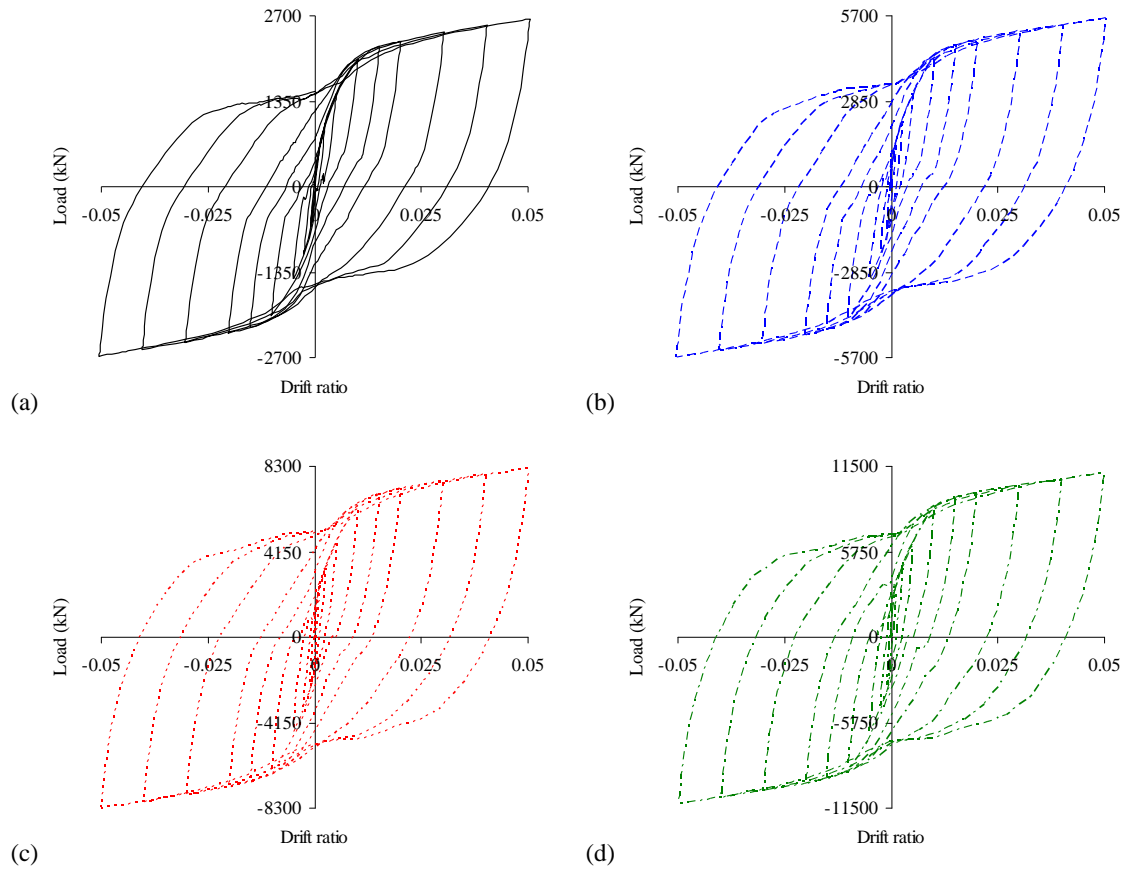 2700
1350
0
-1350
-2700
-0.05 -0.025 0 0.025 0.05
Load (kN)
Drift ratio
(a)
5700
2850
0
-2850
-5700
-0.05 -0.025 0 0.025 0.05
Load (kN)
Drift ratio
(b)
8300
4150
0
-4150
-8300
-0.05 -0.025 0 0.025 0.05
Load (kN)
Drift ratio
(c)
11500
5750
0
-5750
-11500
-0.05 -0.025 0 0.025 0.05
Load (kN)
Drift ratio
(d)